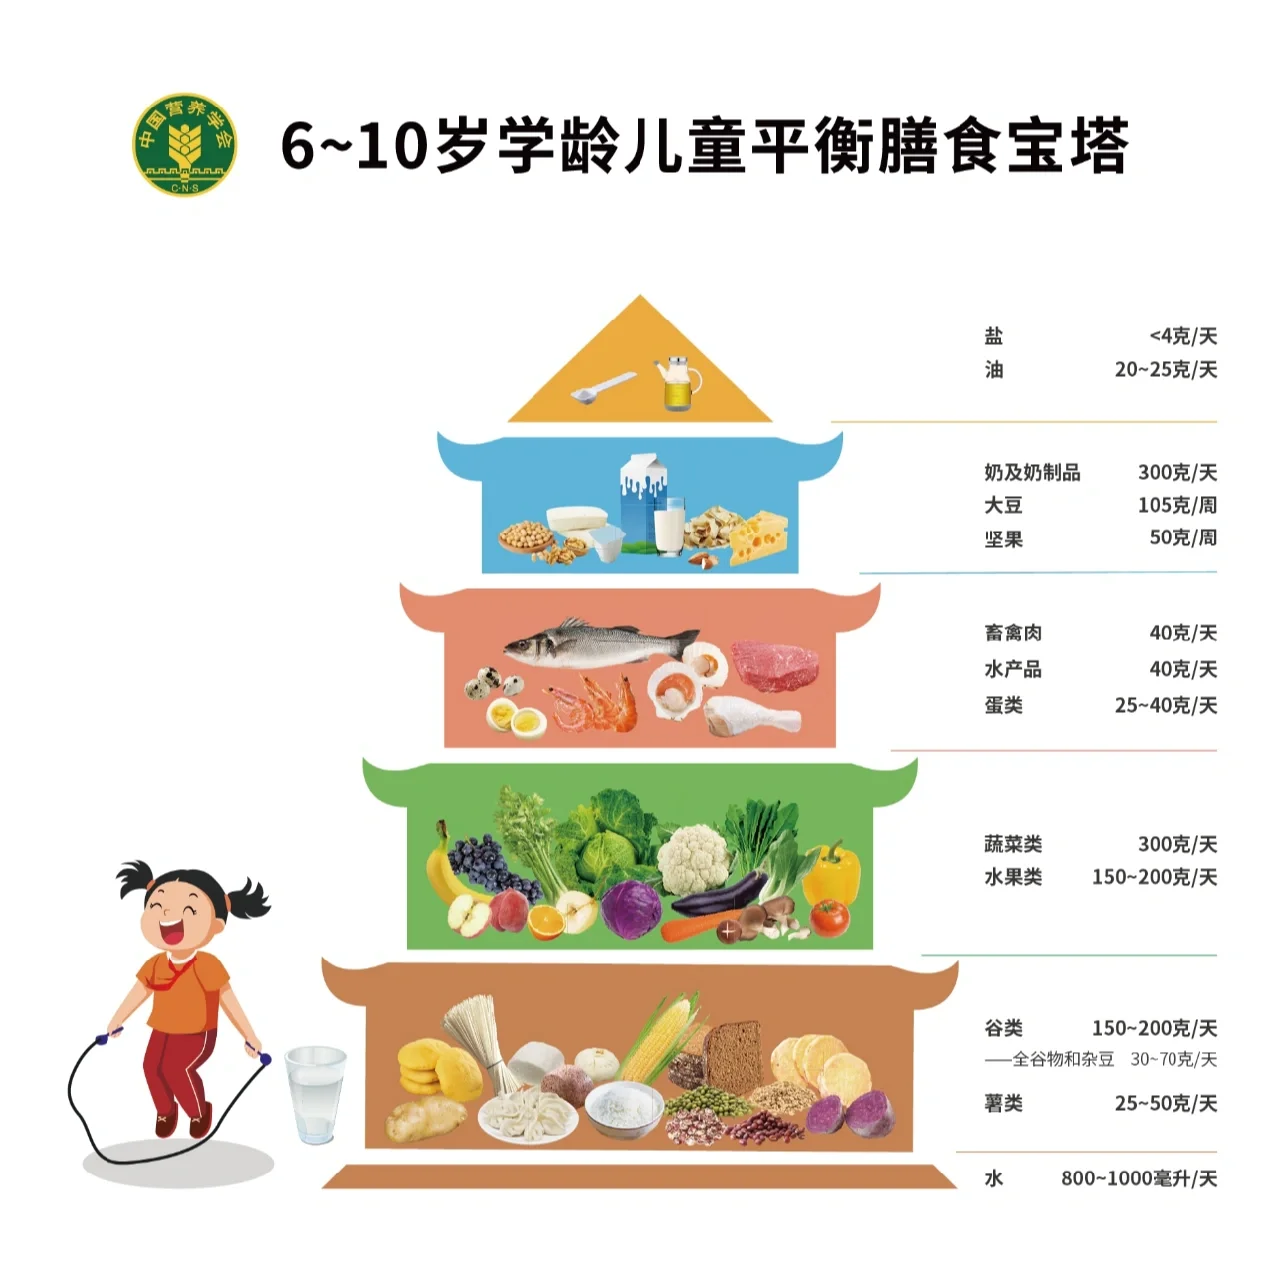 中国营养学会
C·N·S
6~10岁学龄儿童平衡膳食宝塔
盐 <4克/天
油 20~25克/天
奶及奶制品 300克/天
大豆 105克/周
坚果 50克/周
畜禽肉 40克/天
水产品 40克/天
蛋类 25~40克/天
蔬菜类 300克/天
水果类 150~200克/天
谷类 150~200克/天
——全谷物和杂豆 30~70克/天
薯类 25~50克/天
水 800~1000毫升/天